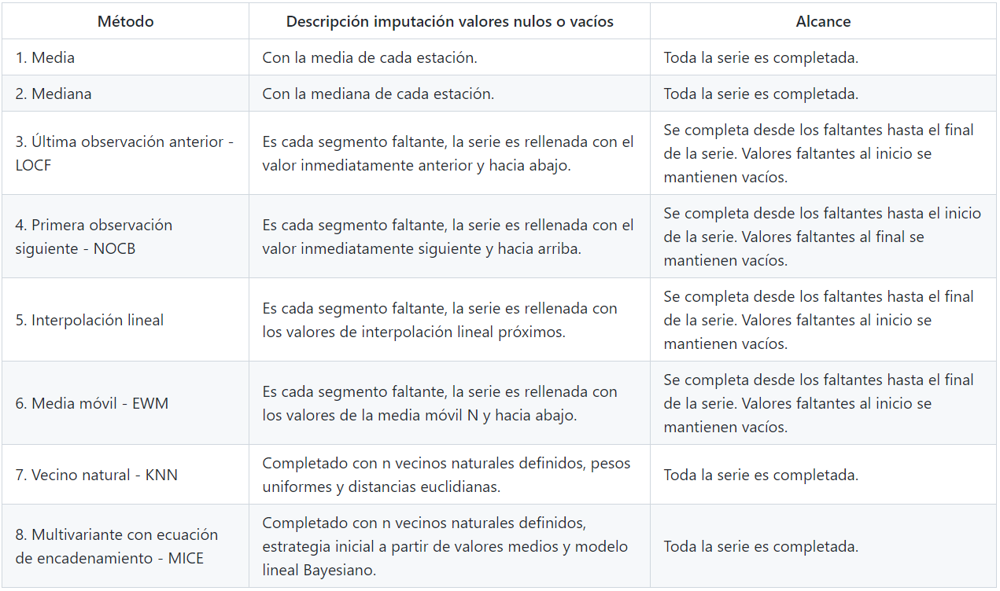 Método
Descripción imputación valores nulos o vacíos
Alcance
1. Media
Con la media de cada estación.
Toda la serie es completada.
2. Mediana
Con la mediana de cada estación.
Toda la serie es completada.
3. Última observación anterior -
LOCF
Es cada segmento faltante, la serie es rellenada con el
valor inmediatamente anterior y hacia abajo.
Se completa desde los faltantes hasta el final
de la serie. Valores faltantes al inicio se
mantienen vacíos.
4. Primera observación
siguiente - NOCB
Es cada segmento faltante, la serie es rellenada con el
valor inmediatamente siguiente y hacia arriba.
Se completa desde los faltantes hasta el inicio
de la serie. Valores faltantes al final se
mantienen vacíos.
5. Interpolación lineal
Es cada segmento faltante, la serie es rellenada con
los valores de interpolación lineal próximos.
Se completa desde los faltantes hasta el final
de la serie. Valores faltantes al inicio se
mantienen vacíos.
6. Media móvil - EWM
Es cada segmento faltante, la serie es rellenada con
los valores de la media móvil N y hacia abajo.
Se completa desde los faltantes hasta el final
de la serie. Valores faltantes al inicio se
mantienen vacíos.
7. Vecino natural - KNN
Completado con n vecinos naturales definidos, pesos
uniformes y distancias euclidianas.
Toda la serie es completada.
8. Multivariante con ecuación
de encadenamiento - MICE
Completado con n vecinos naturales definidos,
estrategia inicial a partir de valores medios y modelo
lineal Bayesiano.
Toda la serie es completada.